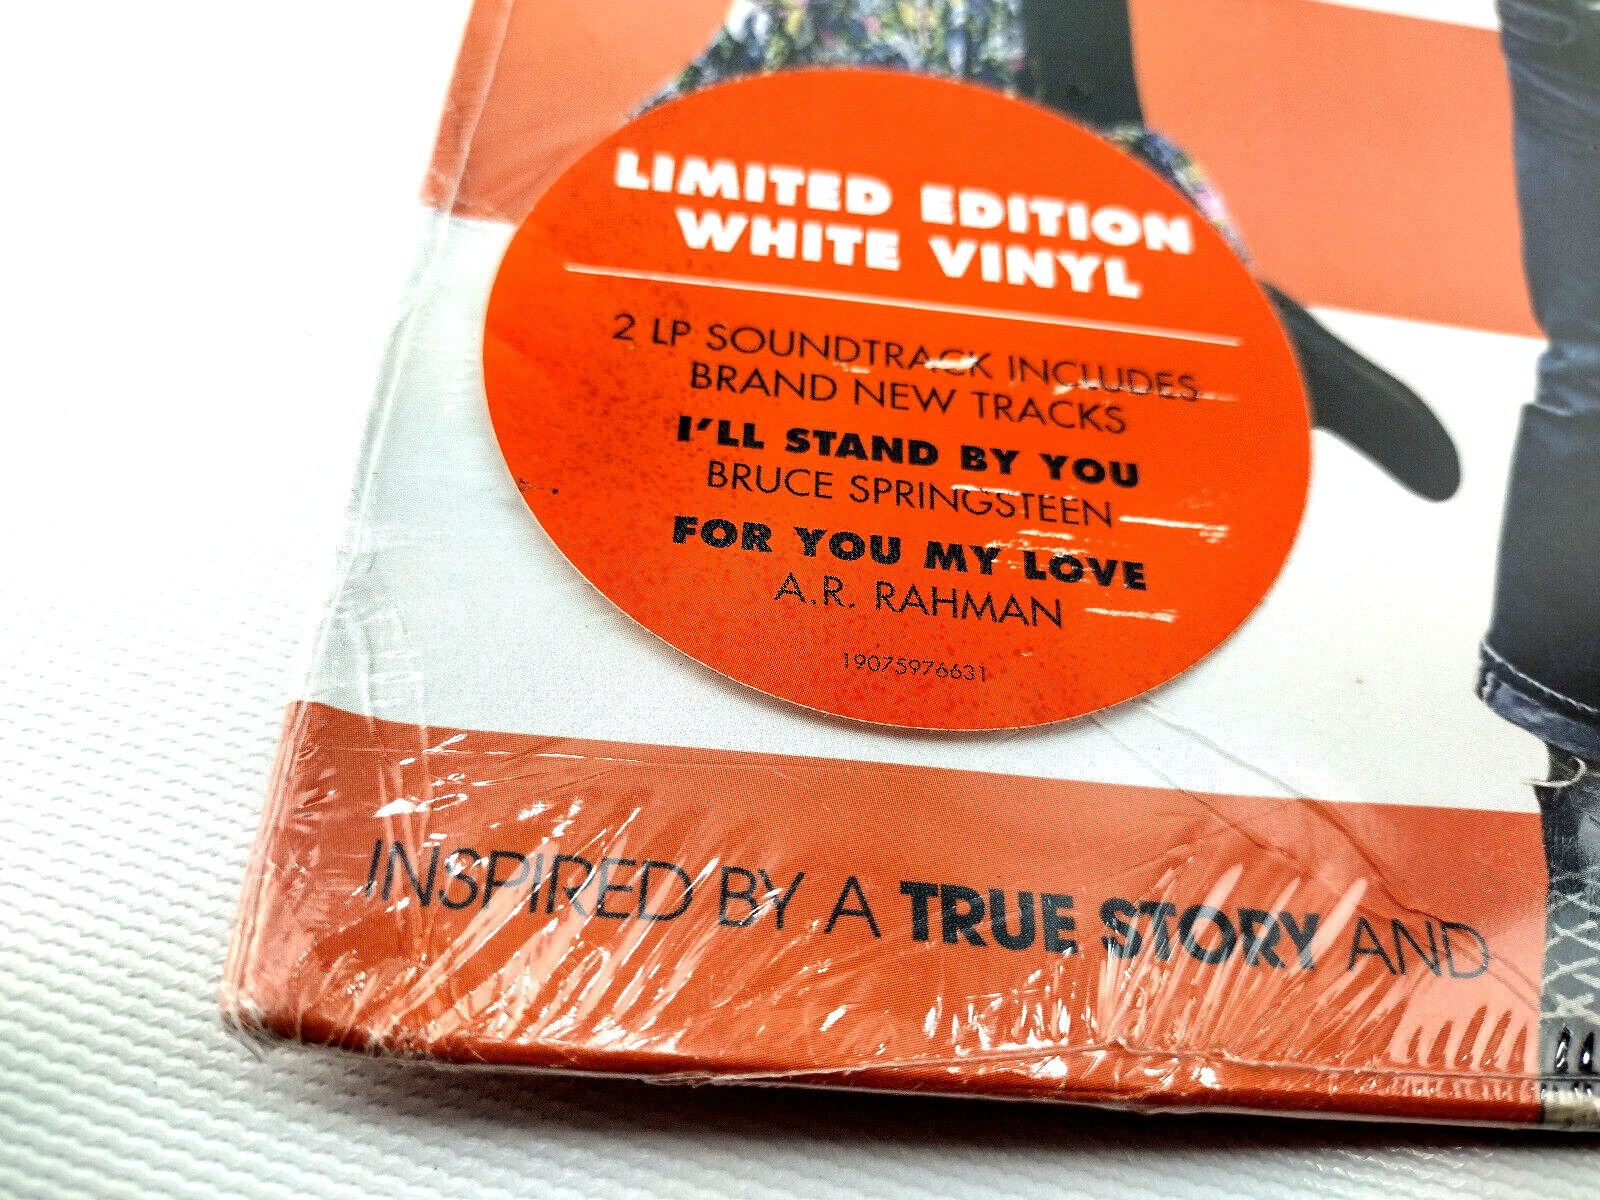 LIMITED EDITION
WHITE VINYL
2 LP SOUNDTRACK INCLUDES
BRAND NEW TRACKS
I'LL STAND BY YOU
BRUCE SPRINGSTEEN
FOR YOU MY LOVE
A.R. RAHMAN
19075976631
INSPIRED BY A TRUE STORY AND